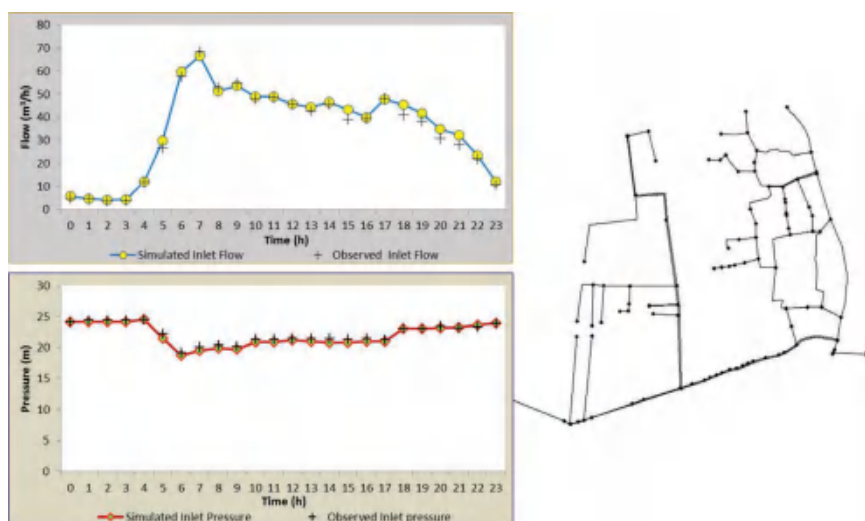 80
70
60
50
40
30
20
10
0
Flow (m³/h)
0 1 2 3 4 5 6 7 8 9 10 11 12 13 14 15 16 17 18 19 20 21 22 23
Time (h)
Simulated Inlet Flow Observed Inlet Flow
30
25
20
15
10
5
0
Pressure (m)
0 1 2 3 4 5 6 7 8 9 10 11 12 13 14 15 16 17 18 19 20 21 22 23
Time (h)
Simulated Inlet Pressure Observed Inlet pressure